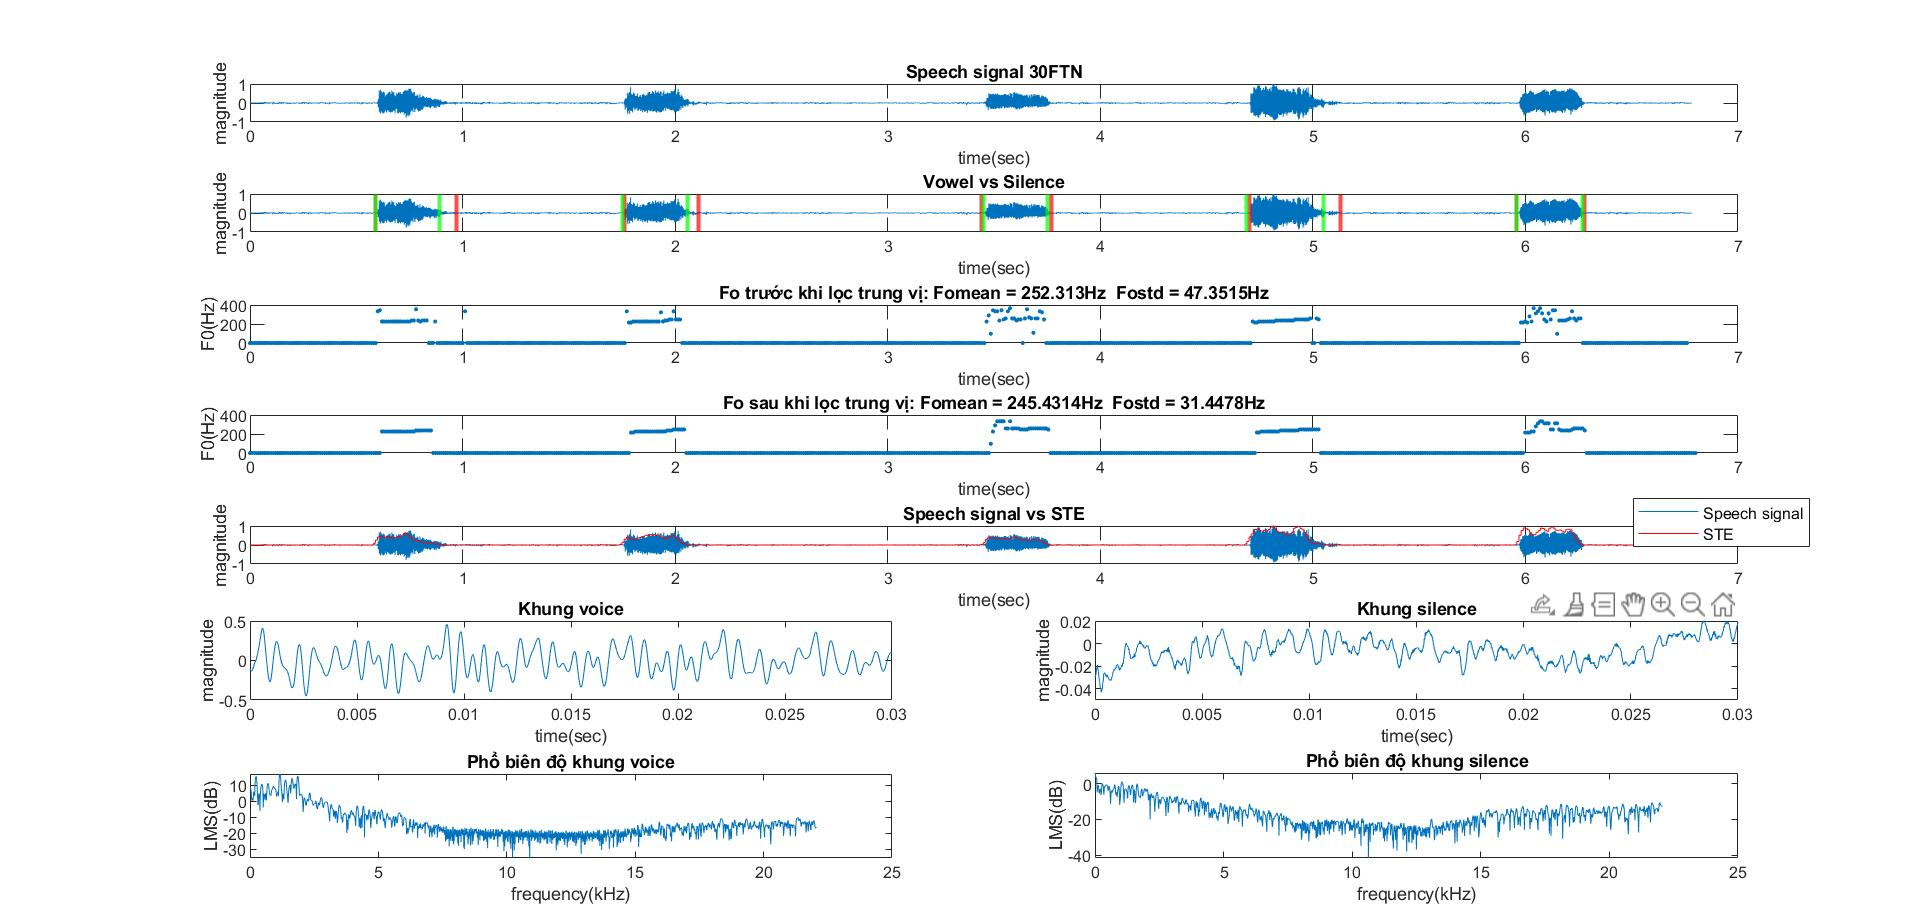 Speech signal 30FTN
magnitude
1
0
-1
0 1 2 3 4 5 6 7
time(sec)
Vowel vs Silence
magnitude
1
0
-1
0 1 2 3 4 5 6 7
time(sec)
Fo trước khi lọc trung vị: Fomean = 252.313Hz Fostd = 47.3515Hz
F0(Hz)
400
200
0
0 1 2 3 4 5 6 7
time(sec)
Fo sau khi lọc trung vị: Fomean = 245.4314Hz Fostd = 31.4478Hz
F0(Hz)
400
200
0
0 1 2 3 4 5 6 7
time(sec)
Speech signal vs STE
magnitude
1
0
-1
0 1 2 3 4 5 6 7
time(sec)
Speech signal
STE
Khung voice
magnitude
0.5
0
-0.5
0 0.005 0.01 0.015 0.02 0.025 0.03
time(sec)
Khung silence
magnitude
0.02
0
-0.02
-0.04
0 0.005 0.01 0.015 0.02 0.025 0.03
time(sec)
Phổ biên độ khung voice
LMS(dB)
10
0
-10
-20
-30
0 5 10 15 20 25
frequency(kHz)
Phổ biên độ khung silence
LMS(dB)
0
-20
-40
0 5 10 15 20 25
frequency(kHz)